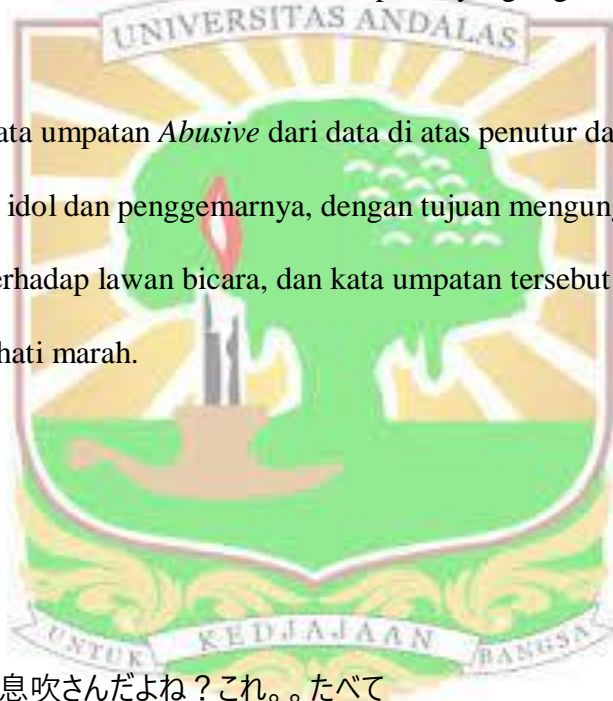 UNIVERSITAS ANDALAS
ata umpatan Abusive dari data di atas penutur da
idol dan penggemarnya, dengan tujuan mengung
erhadap lawan bicara, dan kata umpatan tersebut
hati marah.
UNTUK KEDJAJAAN BANGSA
息吹さんだよね？これ。。たべて